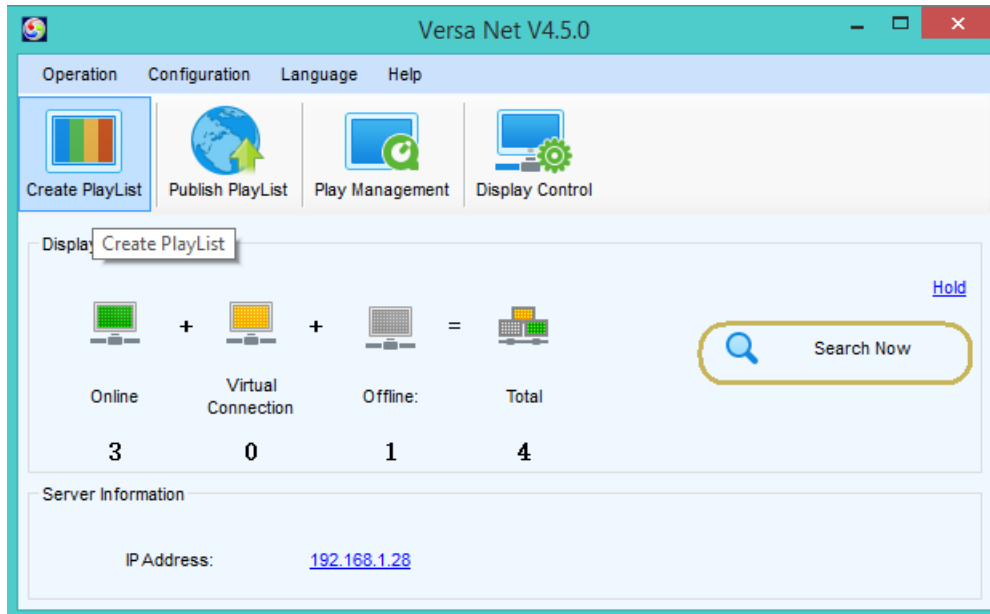 Versa Net V4.5.0
Operation Configuration Language Help
Create PlayList Publish PlayList Play Management Display Control
Display
Create PlayList
Hold
+ + =
Search Now
Online Virtual Connection Offline: Total
3 0 1 4
Server Information
IP Address: 192.168.1.28